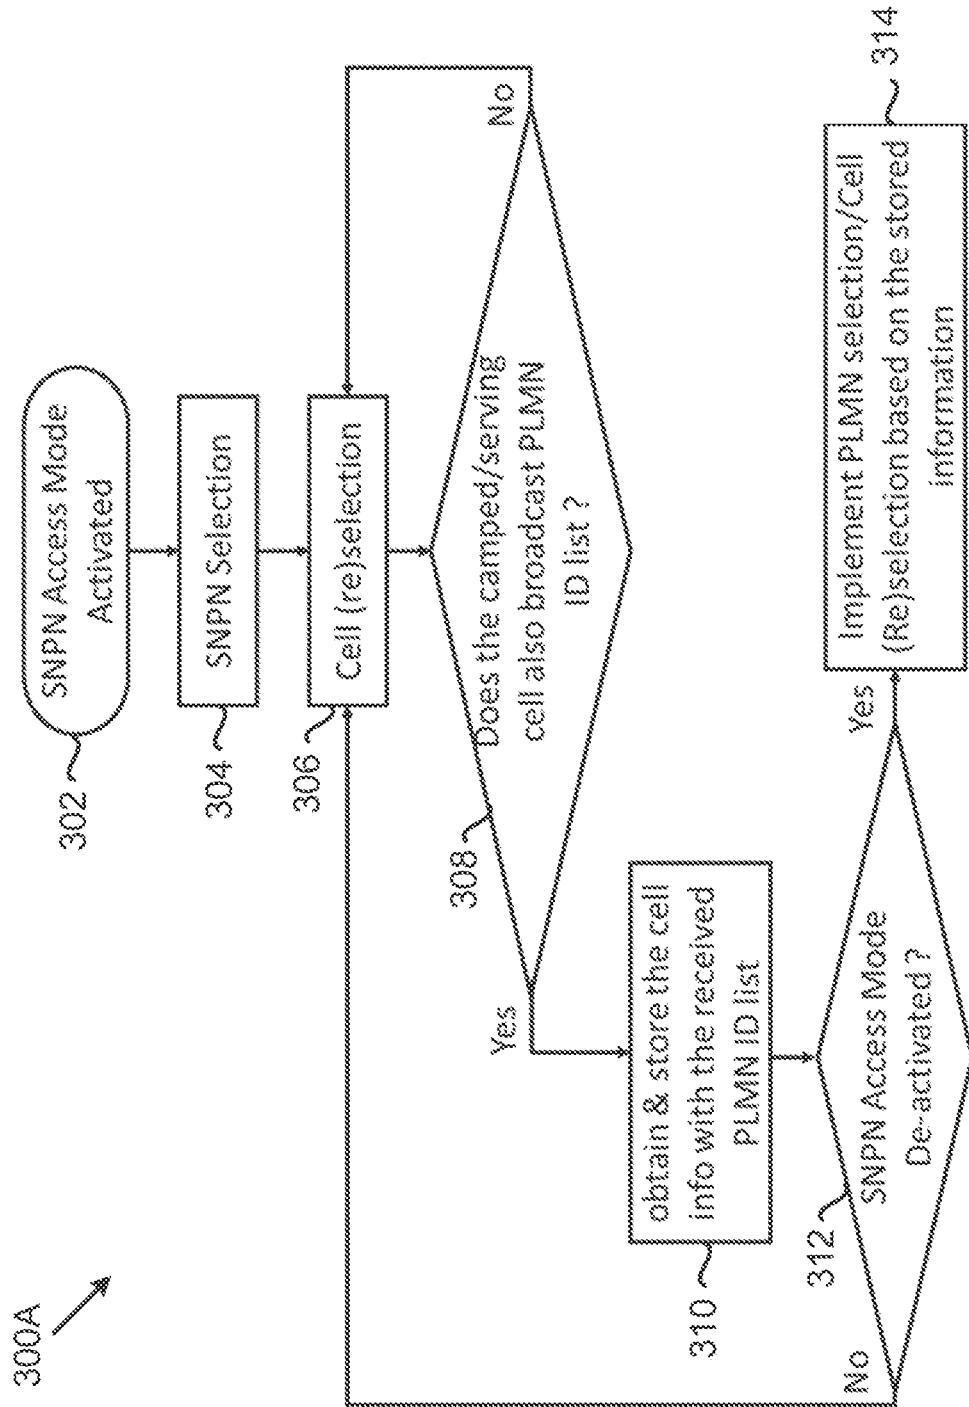 300A
302
SNPN Access Mode
Activated
304
SNPN Selection
306
Cell (re)selection
308
Does the camped/serving
cell also broadcast PLMN
ID list ?
No
Yes
310
obtain & store the cell
info with the received
PLMN ID list
312
SNPN Access Mode
De-activated ?
No
Yes
314
Implement PLMN selection/Cell
(Re)selection based on the stored
information